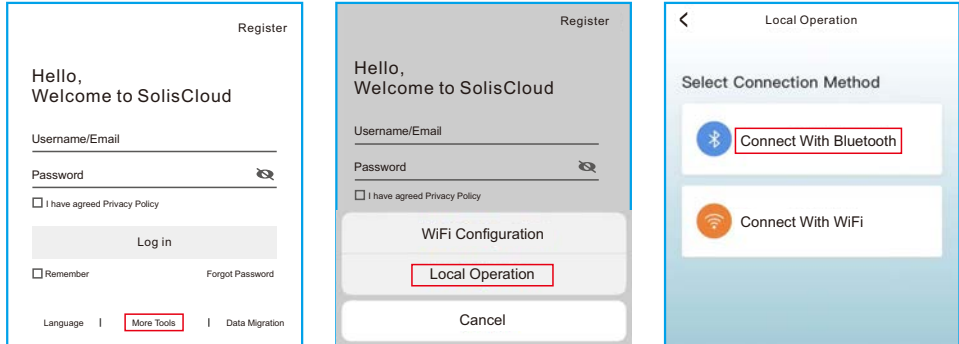 Register
Hello,
Welcome to SolisCloud
Username/Email
Password
I have agreed Privacy Policy
Log in
Remember Forgot Password
Language | More Tools | Data Migration
Register
Hello,
Welcome to SolisCloud
Username/Email
Password
I have agreed Privacy Policy
WiFi Configuration
Local Operation
Cancel
Local Operation
Select Connection Method
Connect With Bluetooth
Connect With WiFi